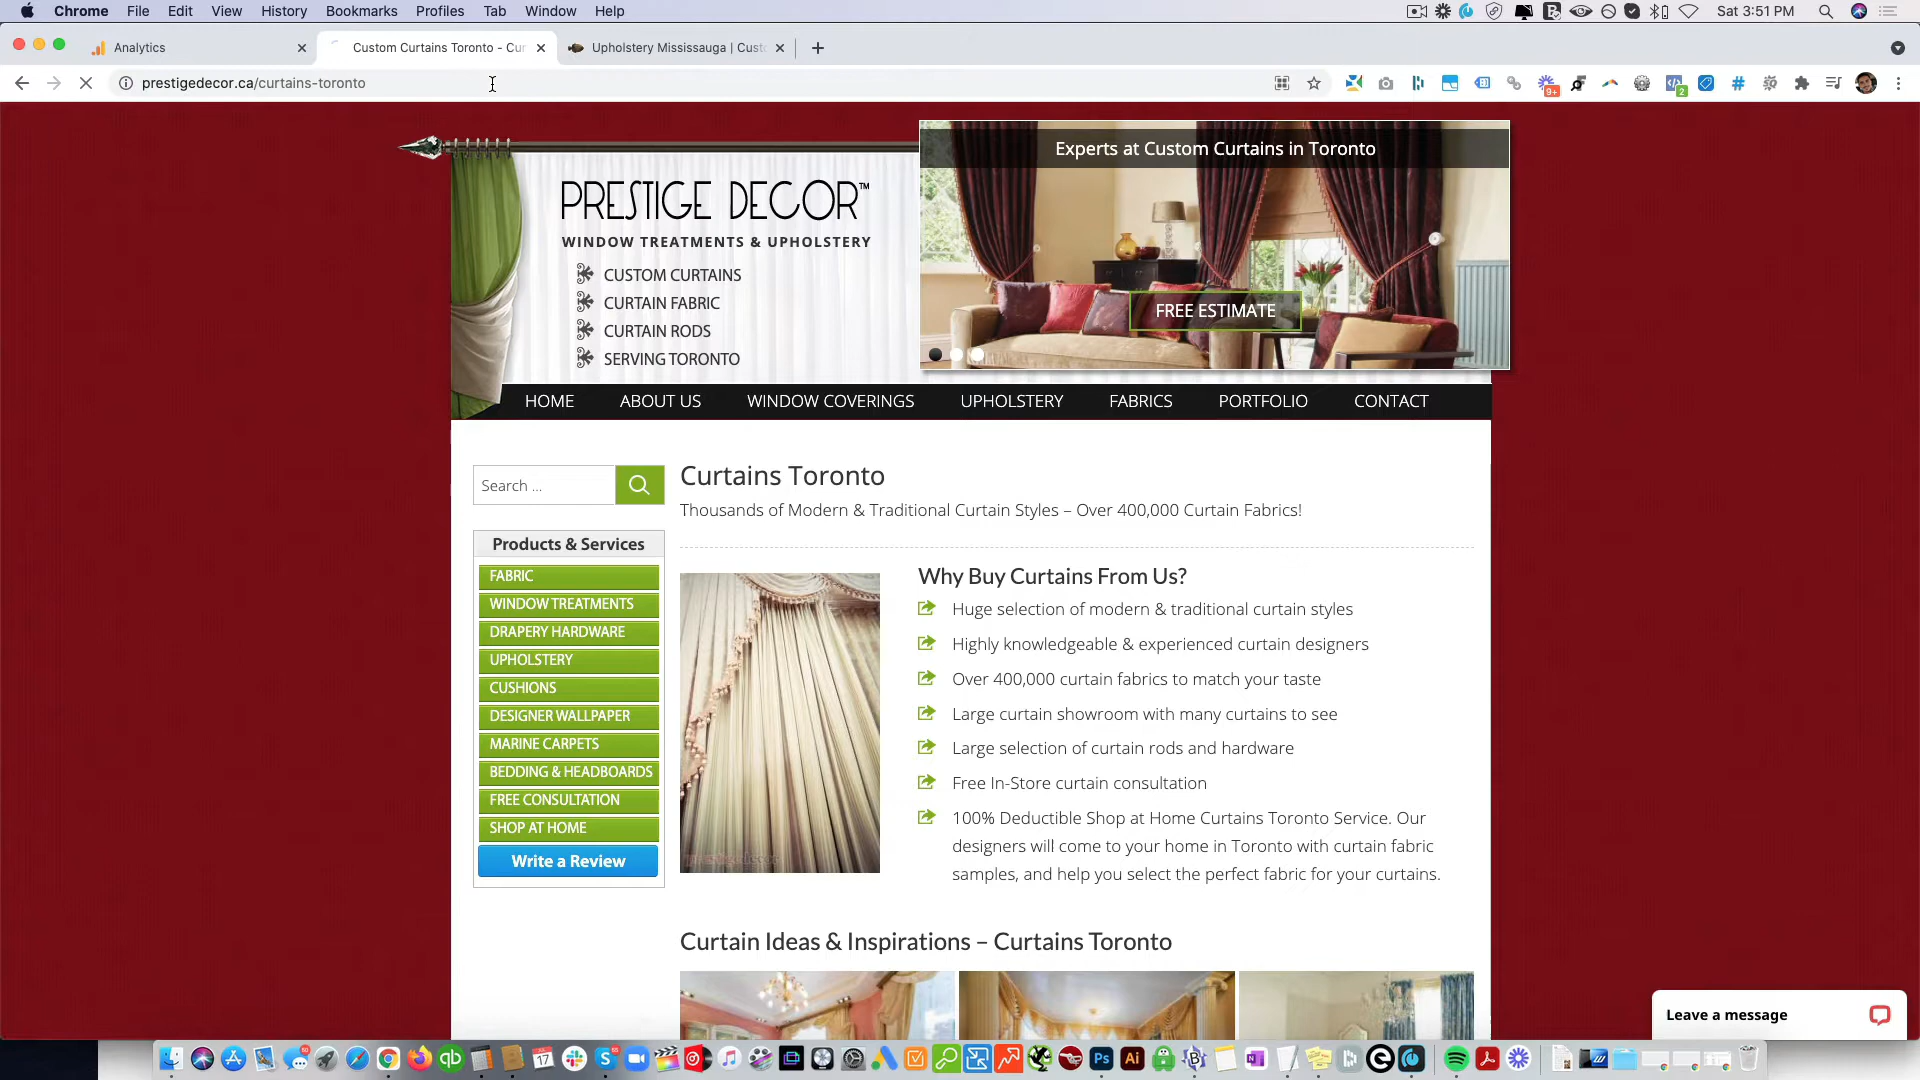 Chrome File Edit View History Bookmarks Profiles Tab Window Help Sat 3:51 PM
Analytics
Custom Curtains Toronto - Cur
Upholstery Mississauga | Custo
prestigedecor.ca/curtains-toronto
9+
2
PRESTIGE DECOR™
WINDOW TREATMENTS & UPHOLSTERY
CUSTOM CURTAINS
CURTAIN FABRIC
CURTAIN RODS
SERVING TORONTO
Experts at Custom Curtains in Toronto
FREE ESTIMATE
HOME ABOUT US WINDOW COVERINGS UPHOLSTERY FABRICS PORTFOLIO CONTACT
Search ...
Products & Services
FABRIC
WINDOW TREATMENTS
DRAPERY HARDWARE
UPHOLSTERY
CUSHIONS
DESIGNER WALLPAPER
MARINE CARPETS
BEDDING & HEADBOARDS
FREE CONSULTATION
SHOP AT HOME
Write a Review
Curtains Toronto
Thousands of Modern & Traditional Curtain Styles – Over 400,000 Curtain Fabrics!
Why Buy Curtains From Us?
Huge selection of modern & traditional curtain styles
Highly knowledgeable & experienced curtain designers
Over 400,000 curtain fabrics to match your taste
Large curtain showroom with many curtains to see
Large selection of curtain rods and hardware
Free In-Store curtain consultation
100% Deductible Shop at Home Curtains Toronto Service. Our
designers will come to your home in Toronto with curtain fabric
samples, and help you select the perfect fabric for your curtains.
prestigedecor
Curtain Ideas & Inspirations – Curtains Toronto
Leave a message
qb
17
Ps
Ai